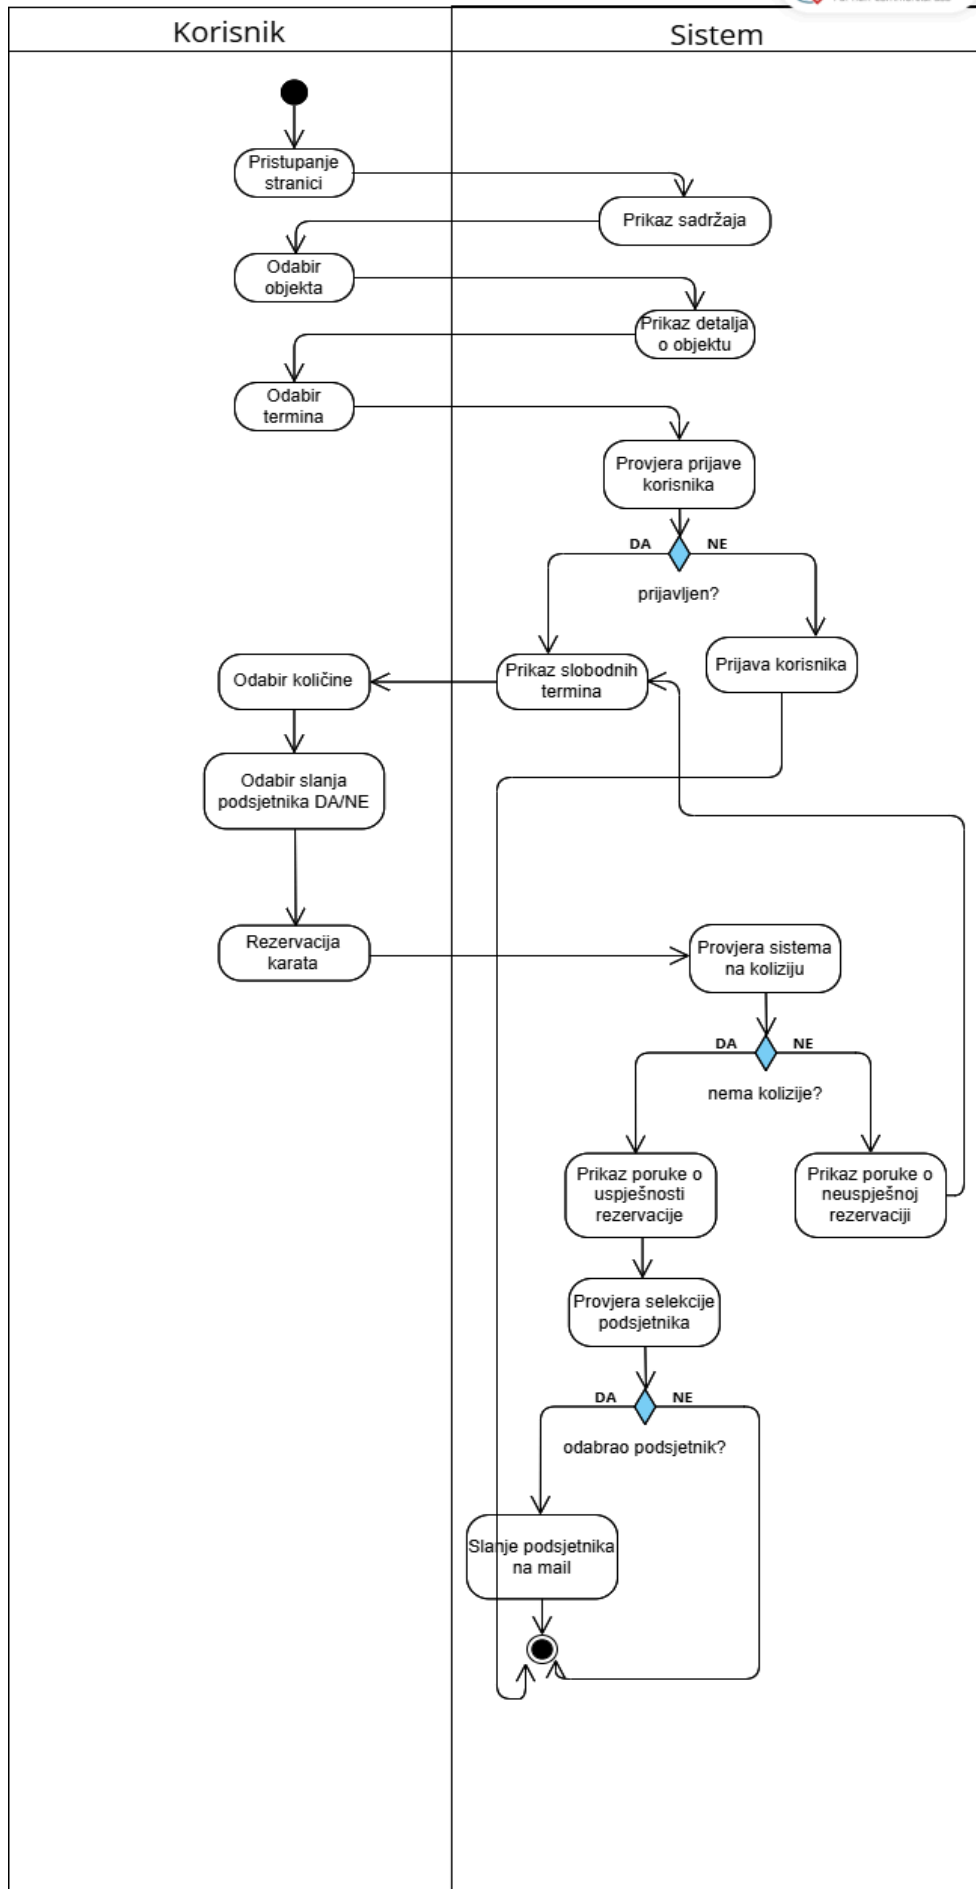 Korisnik
Sistem
Pristupanje
stranici
Prikaz sadržaja
Odabir
objekta
Prikaz detalja
o objektu
Odabir
termina
Provjera prijave
korisnika
DA
NE
prijavljen?
Prijava korisnika
Prikaz slobodnih
termina
Odabir količine
Odabir slanja
podsjetnika DA/NE
Rezervacija
karata
Provjera sistema
na koliziju
DA
NE
nema kolizije?
Prikaz poruke o
uspješnosti
rezervacije
Prikaz poruke o
neuspješnoj
rezervaciji
Provjera selekcije
podsjetnika
DA
NE
odabrao podsjetnik?
Slanje podsjetnika
na mail